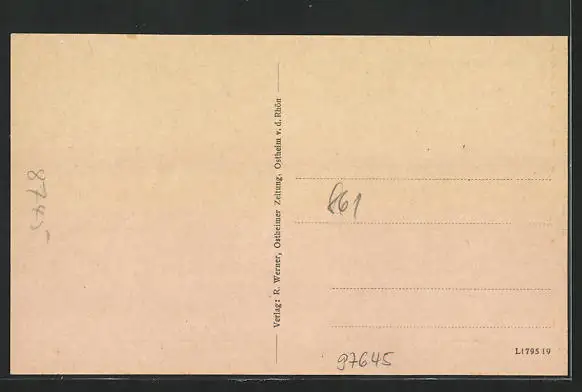 8745
Verlag: R. Werner, Ostheimer Zeitung, Ostheim v. d. Rhön
861
97645
L1795 19